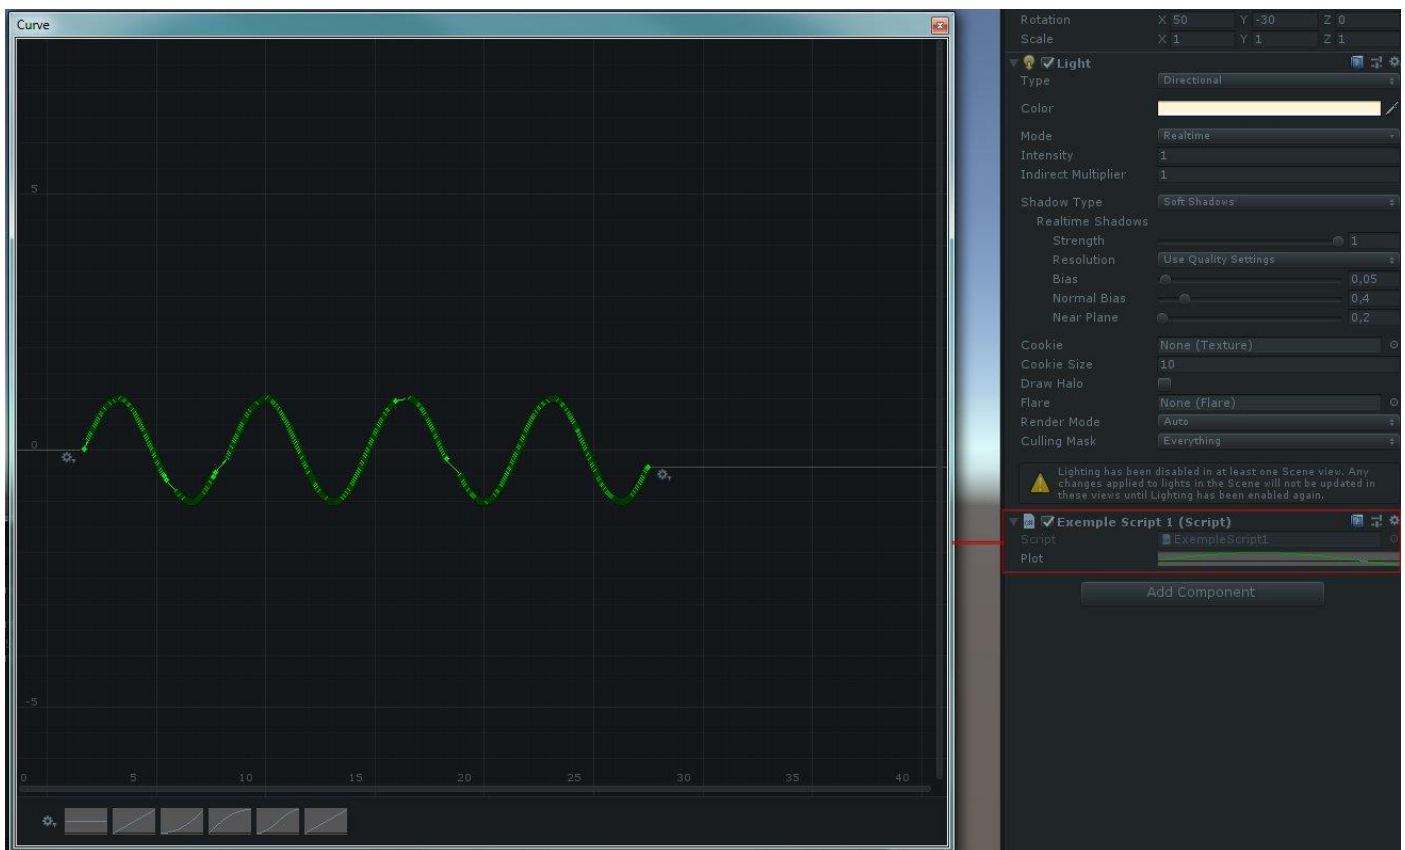 Curve
5
0
-5
0 5 10 15 20 25 30 35 40
Rotation X 50 Y -30 Z 0
Scale X 1 Y 1 Z 1
Light
Type Directional
Color
Mode Realtime
Intensity 1
Indirect Multiplier 1
Shadow Type Soft Shadows
Realtime Shadows
Strength 1
Resolution Use Quality Settings
Bias 0,05
Normal Bias 0,4
Near Plane 0,2
Cookie None (Texture)
Cookie Size 10
Draw Halo
Flare None (Flare)
Render Mode Auto
Culling Mask Everything
Lighting has been disabled in at least one Scene view. Any
changes applied to lights in the Scene will not be updated in
these views until Lighting has been enabled again.
Exemple Script 1 (Script)
Script ExempleScript1
Plot
Add Component